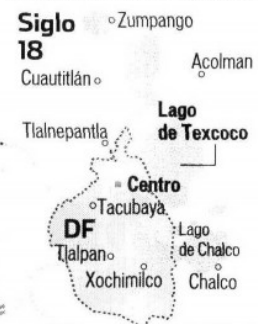 Siglo
18
Zumpango
Acolman
Cuautitlán
Lago
de Texcoco
Tlalnepantla
Centro
Tacubaya
DF
Lago
de Chalco
Tlalpan
Xochimilco
Chalco